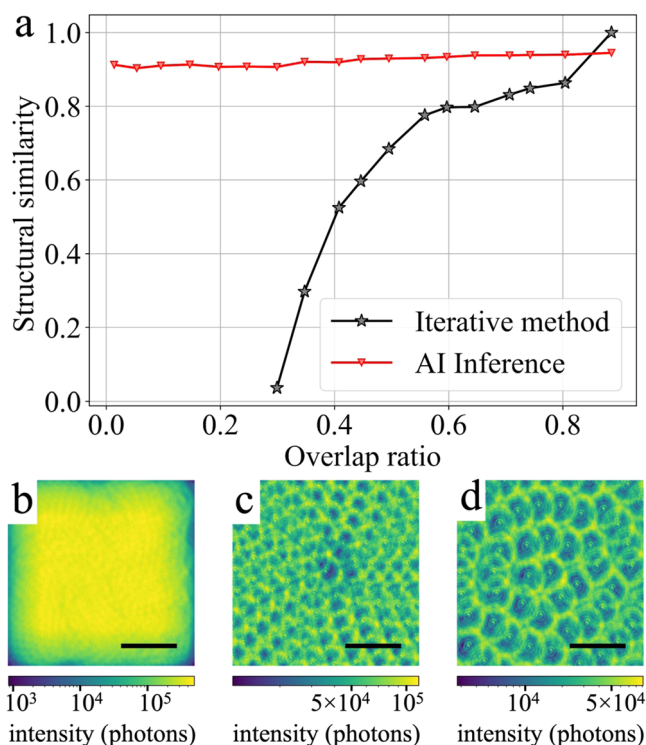 a
1.0
0.8
0.6
0.4
0.2
0.0
Structural similarity
Iterative method
AI Inference
0.0 0.2 0.4 0.6 0.8
Overlap ratio
b c d
10³ 10⁴ 10⁵ 5×10⁴ 10⁵ 10⁴ 5×10⁴
intensity (photons) intensity (photons) intensity (photons)